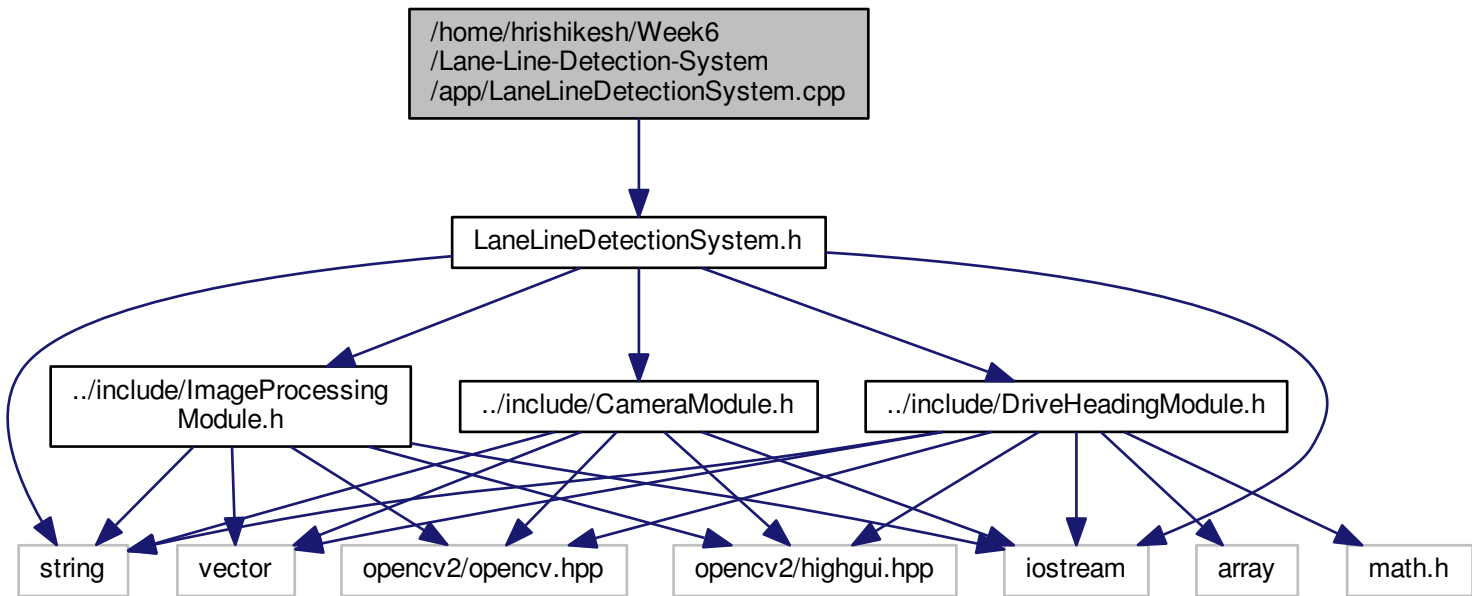 /home/hrishikesh/Week6
/Lane-Line-Detection-System
/app/LaneLineDetectionSystem.cpp
LaneLineDetectionSystem.h
../include/ImageProcessing
Module.h
../include/CameraModule.h
../include/DriveHeadingModule.h
string
vector
opencv2/opencv.hpp
opencv2/highgui.hpp
iostream
array
math.h